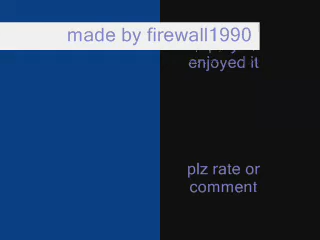 made by firewall1990
enjoyed it
plz rate or
comment